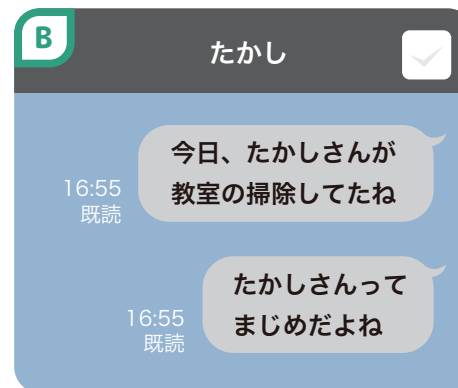 B
たかし
今日、たかしさんが
教室の掃除してたね
16:55
既読
たかしさんって
まじめだよね
16:55
既読